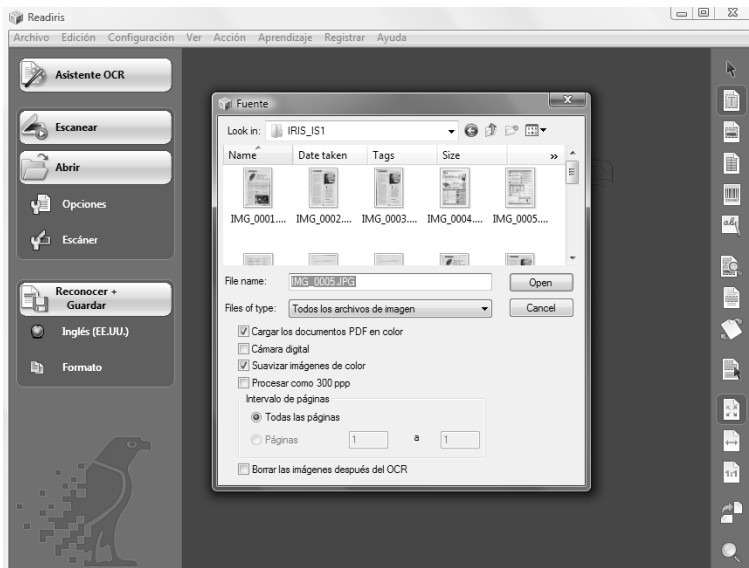 Readiris
Archivo Edición Configuración Ver Acción Aprendizaje Registrar Ayuda
Asistente OCR
Escanear
Abrir
Opciones
Escáner
Reconocer +
Guardar
Inglés (EE.UU.)
Formato
Fuente
Look in: IRIS_IS1
Name Date taken Tags Size »
IMG_0001.... IMG_0002.... IMG_0003.... IMG_0004.... IMG_0005....
File name: IMG_0005.JPG Open
Files of type: Todos los archivos de imagen Cancel
Cargar los documentos PDF en color
Cámara digital
Suavizar imágenes de color
Procesar como 300 ppp
Intervalo de páginas
Todas las páginas
Páginas 1 a 1
Borrar las imágenes después del OCR
1:1